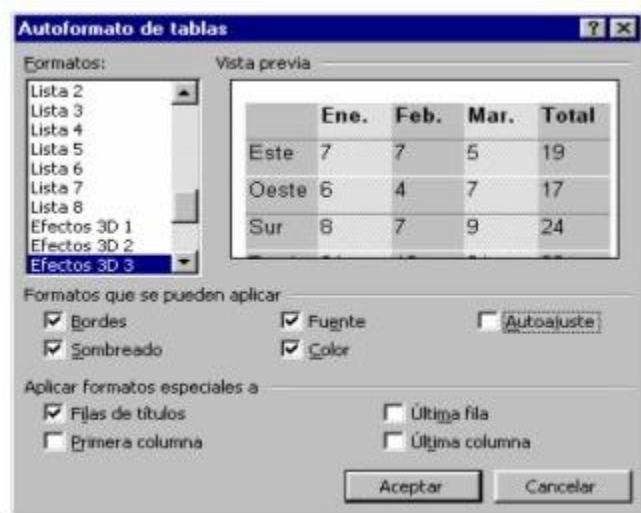 Autoformato de tablas
Formatos: Vista previa
Lista 2
Lista 3
Lista 4
Lista 5
Lista 6
Lista 7
Lista 8
Efectos 3D 1
Efectos 3D 2
Efectos 3D 3
Ene. Feb. Mar. Total
Este 7 7 5 19
Oeste 6 4 7 17
Sur 8 7 9 24
Formatos que se pueden aplicar
Bordes Fuente Autoajuste
Sombreado Color
Aplicar formatos especiales a
Filas de títulos Última fila
Primera columna Última columna
Aceptar Cancelar